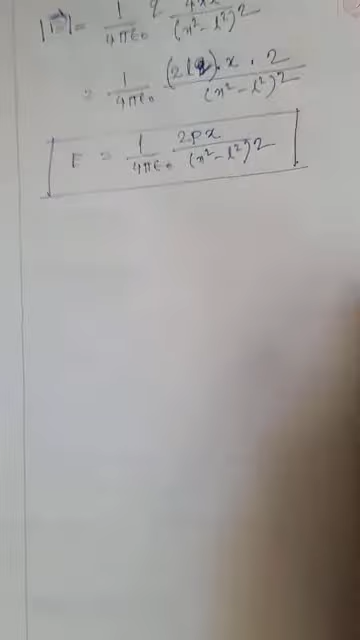 |E| = 1/4πε₀ q 4lx/(x² - l²)²
= 1/4πε₀ (2lq).x.2/(x² - l²)²
E = 1/4πε₀ 2px/(x² - l²)²